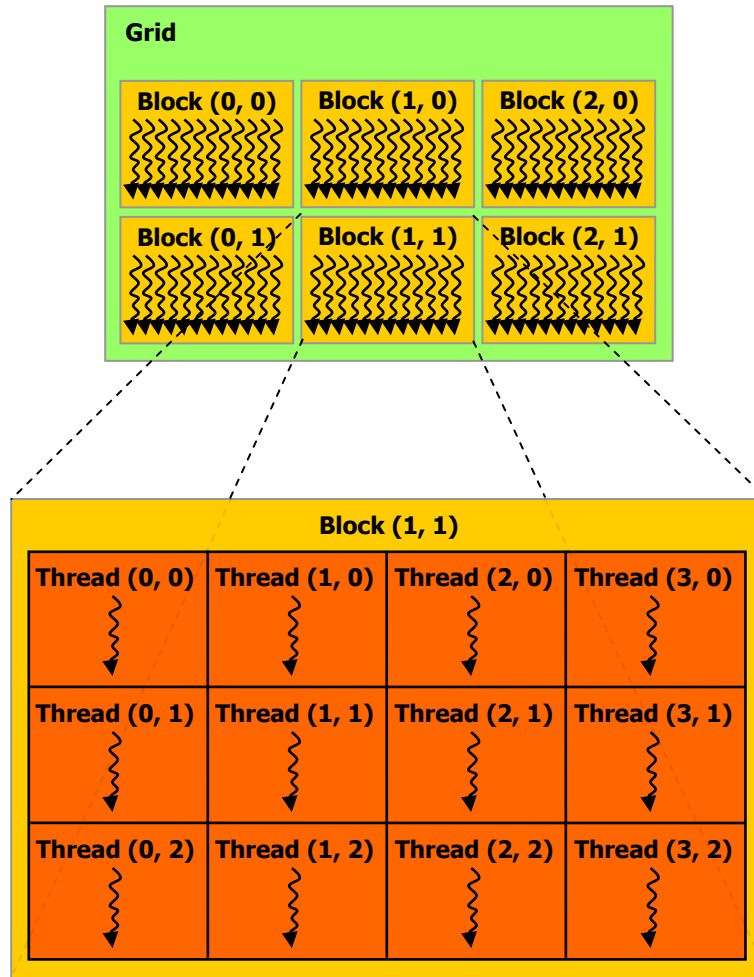 Grid
Block (0, 0) Block (1, 0) Block (2, 0)
Block (0, 1) Block (1, 1) Block (2, 1)
Block (1, 1)
Thread (0, 0) Thread (1, 0) Thread (2, 0) Thread (3, 0)
Thread (0, 1) Thread (1, 1) Thread (2, 1) Thread (3, 1)
Thread (0, 2) Thread (1, 2) Thread (2, 2) Thread (3, 2)